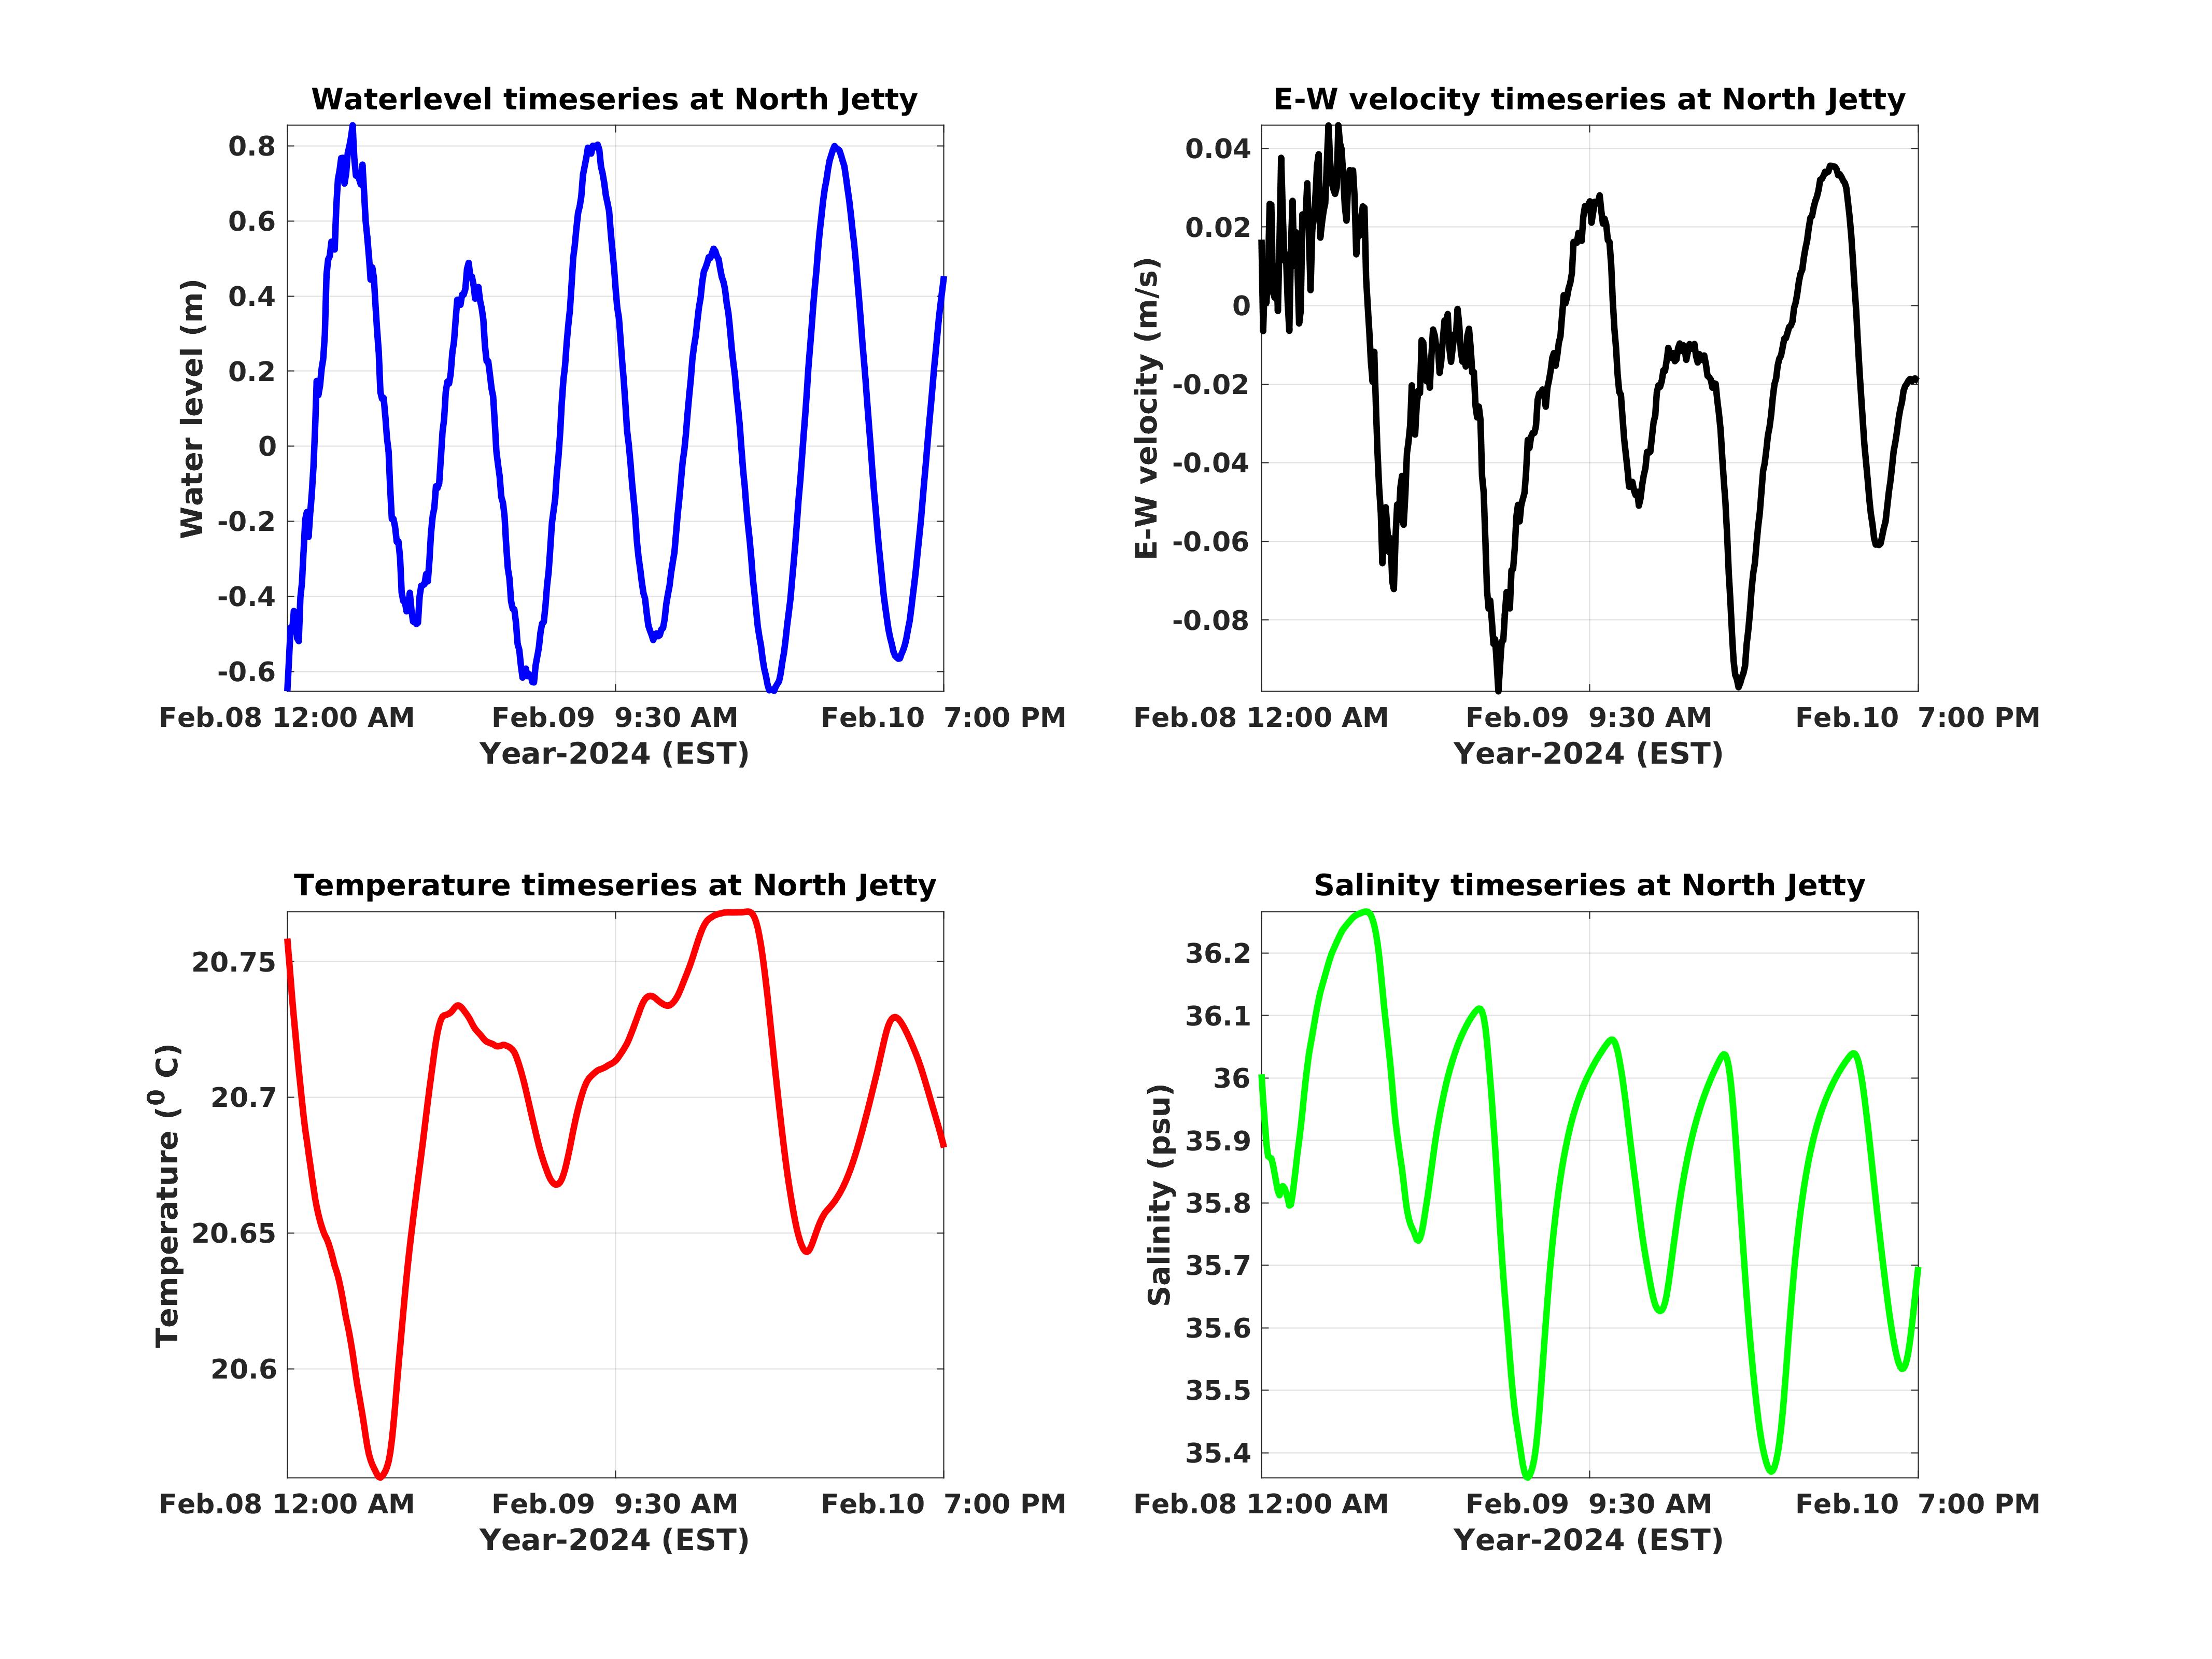 Waterlevel timeseries at North Jetty
0.8
0.6
0.4
0.2
0
-0.2
-0.4
-0.6
Water level (m)
Feb.08 12:00 AM Feb.09 9:30 AM Feb.10 7:00 PM
Year-2024 (EST)
E-W velocity timeseries at North Jetty
0.04
0.02
0
-0.02
-0.04
-0.06
-0.08
E-W velocity (m/s)
Feb.08 12:00 AM Feb.09 9:30 AM Feb.10 7:00 PM
Year-2024 (EST)
Temperature timeseries at North Jetty
20.75
20.7
20.65
20.6
Temperature (⁰ C)
Feb.08 12:00 AM Feb.09 9:30 AM Feb.10 7:00 PM
Year-2024 (EST)
Salinity timeseries at North Jetty
36.2
36.1
36
35.9
35.8
35.7
35.6
35.5
35.4
Salinity (psu)
Feb.08 12:00 AM Feb.09 9:30 AM Feb.10 7:00 PM
Year-2024 (EST)